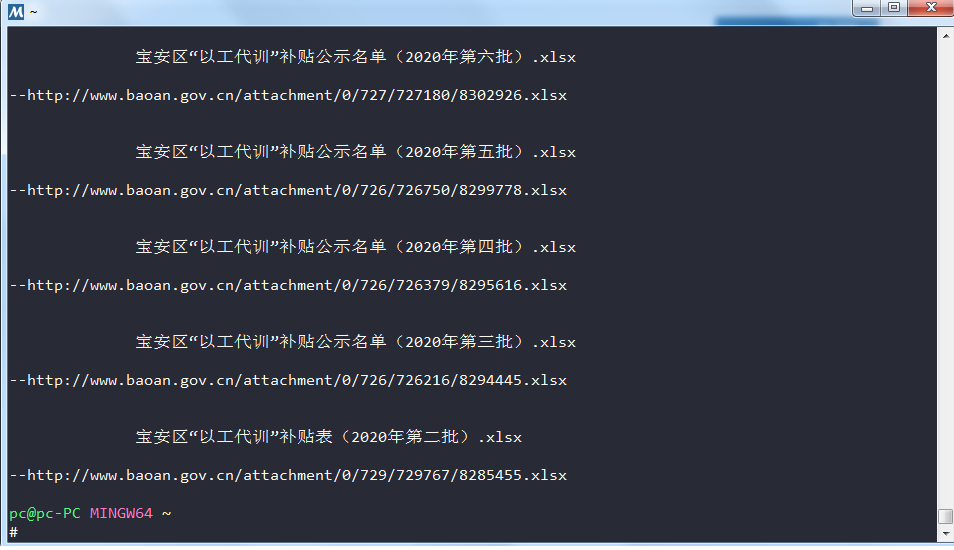 ~
宝安区“以工代训”补贴公示名单（2020年第六批）.xlsx
--http://www.baoan.gov.cn/attachment/0/727/727180/8302926.xlsx
宝安区“以工代训”补贴公示名单（2020年第五批）.xlsx
--http://www.baoan.gov.cn/attachment/0/726/726750/8299778.xlsx
宝安区“以工代训”补贴公示名单（2020年第四批）.xlsx
--http://www.baoan.gov.cn/attachment/0/726/726379/8295616.xlsx
宝安区“以工代训”补贴公示名单（2020年第三批）.xlsx
--http://www.baoan.gov.cn/attachment/0/726/726216/8294445.xlsx
宝安区“以工代训”补贴表（2020年第二批）.xlsx
--http://www.baoan.gov.cn/attachment/0/729/729767/8285455.xlsx
pc@pc-PC MINGW64 ~
#